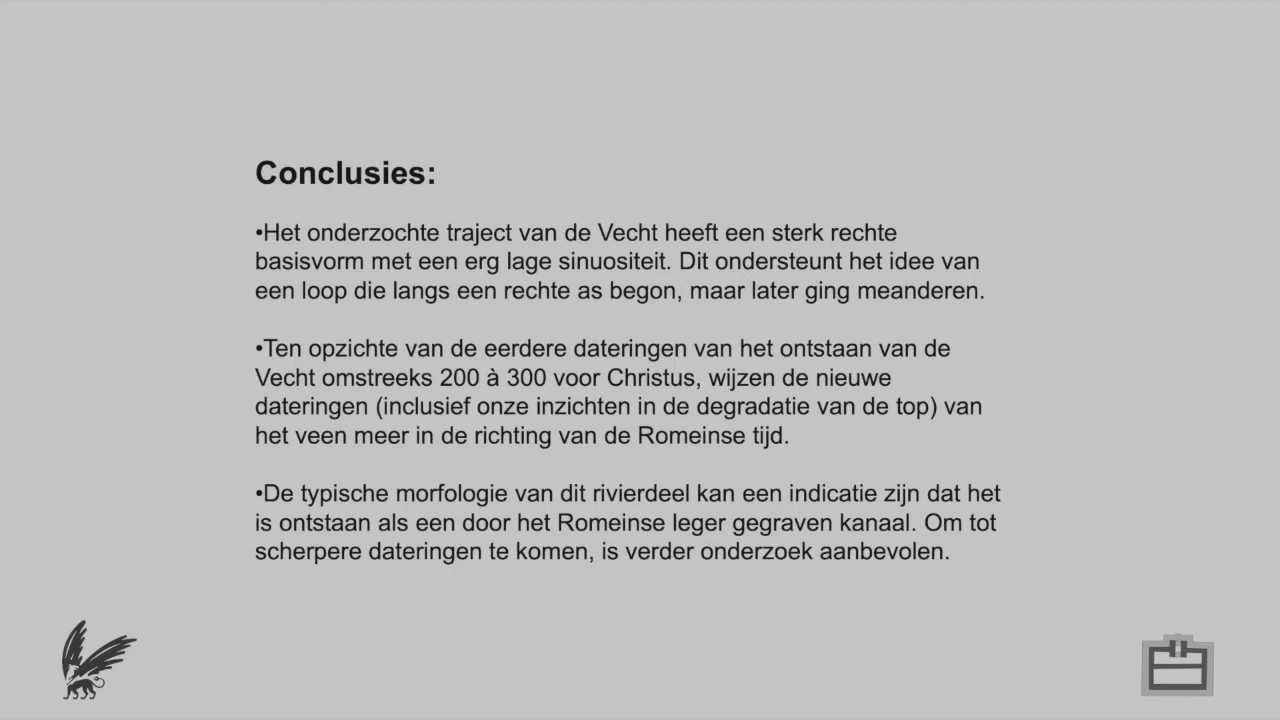 Conclusies:
•Het onderzochte traject van de Vecht heeft een sterk rechte
basisvorm met een erg lage sinuositeit. Dit ondersteunt het idee van
een loop die langs een rechte as begon, maar later ging meanderen.
•Ten opzichte van de eerdere dateringen van het ontstaan van de
Vecht omstreeks 200 à 300 voor Christus, wijzen de nieuwe
dateringen (inclusief onze inzichten in de degradatie van de top) van
het veen meer in de richting van de Romeinse tijd.
•De typische morfologie van dit rivierdeel kan een indicatie zijn dat het
is ontstaan als een door het Romeinse leger gegraven kanaal. Om tot
scherpere dateringen te komen, is verder onderzoek aanbevolen.